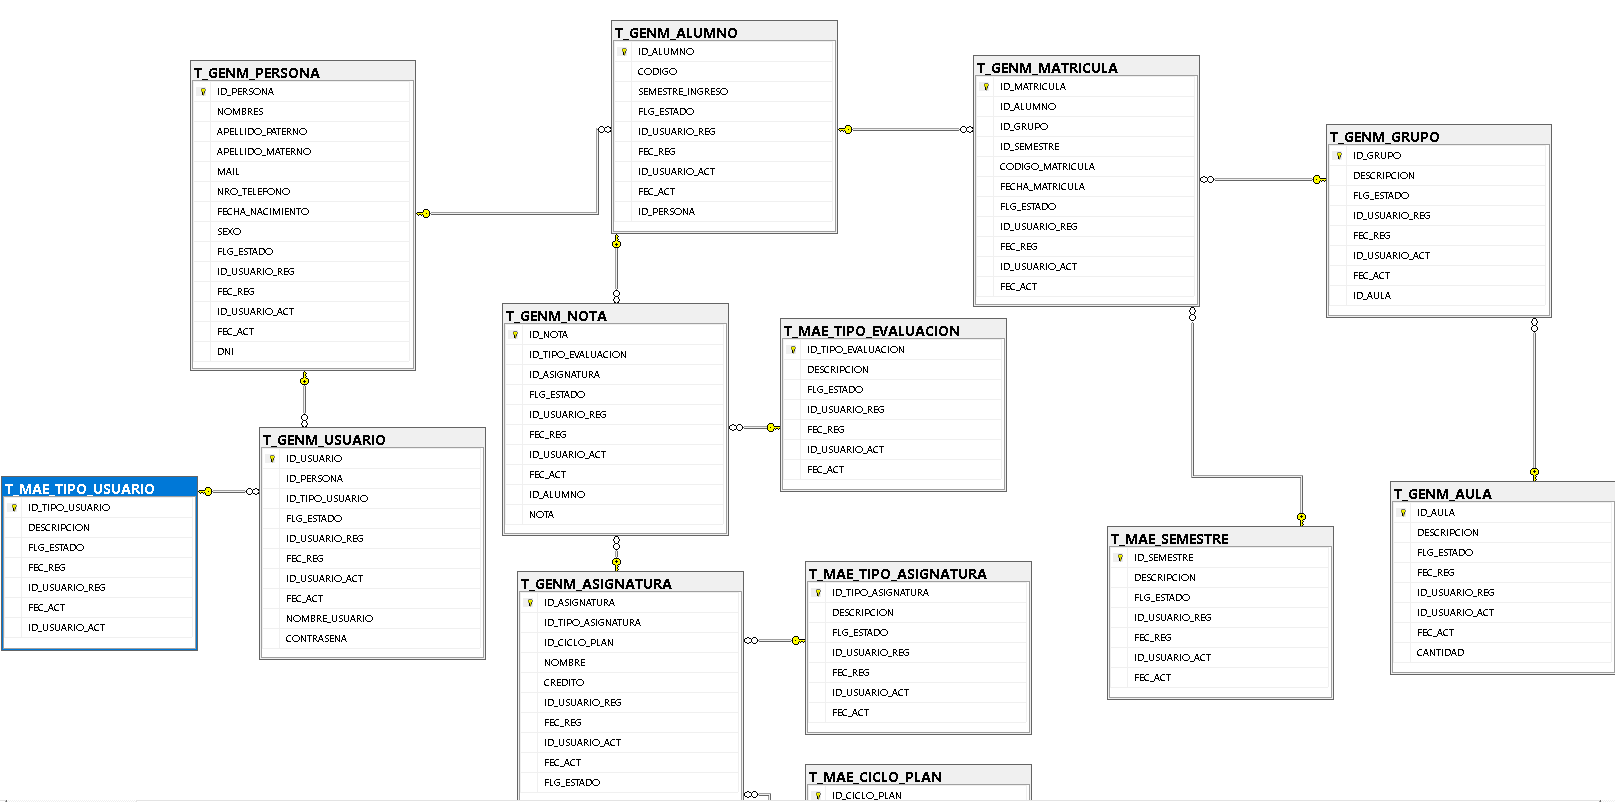 T_GENM_PERSONA
ID_PERSONA
NOMBRES
APELLIDO_PATERNO
APELLIDO_MATERNO
MAIL
NRO_TELEFONO
FECHA_NACIMIENTO
SEXO
FLG_ESTADO
ID_USUARIO_REG
FEC_REG
ID_USUARIO_ACT
FEC_ACT
DNI
T_GENM_ALUMNO
ID_ALUMNO
CODIGO
SEMESTRE_INGRESO
FLG_ESTADO
ID_USUARIO_REG
FEC_REG
ID_USUARIO_ACT
FEC_ACT
ID_PERSONA
T_GENM_MATRICULA
ID_MATRICULA
ID_ALUMNO
ID_GRUPO
ID_SEMESTRE
CODIGO_MATRICULA
FECHA_MATRICULA
FLG_ESTADO
ID_USUARIO_REG
FEC_REG
ID_USUARIO_ACT
FEC_ACT
T_GENM_GRUPO
ID_GRUPO
DESCRIPCION
FLG_ESTADO
ID_USUARIO_REG
FEC_REG
ID_USUARIO_ACT
FEC_ACT
ID_AULA
T_GENM_NOTA
ID_NOTA
ID_TIPO_EVALUACION
ID_ASIGNATURA
FLG_ESTADO
ID_USUARIO_REG
FEC_REG
ID_USUARIO_ACT
FEC_ACT
ID_ALUMNO
NOTA
T_MAE_TIPO_EVALUACION
ID_TIPO_EVALUACION
DESCRIPCION
FLG_ESTADO
ID_USUARIO_REG
FEC_REG
ID_USUARIO_ACT
FEC_ACT
T_MAE_TIPO_USUARIO
ID_TIPO_USUARIO
DESCRIPCION
FLG_ESTADO
FEC_REG
ID_USUARIO_REG
FEC_ACT
ID_USUARIO_ACT
T_GENM_USUARIO
ID_USUARIO
ID_PERSONA
ID_TIPO_USUARIO
FLG_ESTADO
ID_USUARIO_REG
FEC_REG
ID_USUARIO_ACT
FEC_ACT
NOMBRE_USUARIO
CONTRASENA
T_GENM_ASIGNATURA
ID_ASIGNATURA
ID_TIPO_ASIGNATURA
ID_CICLO_PLAN
NOMBRE
CREDITO
ID_USUARIO_REG
FEC_REG
ID_USUARIO_ACT
FEC_ACT
FLG_ESTADO
T_MAE_TIPO_ASIGNATURA
ID_TIPO_ASIGNATURA
DESCRIPCION
FLG_ESTADO
ID_USUARIO_REG
FEC_REG
ID_USUARIO_ACT
FEC_ACT
T_MAE_SEMESTRE
ID_SEMESTRE
DESCRIPCION
FLG_ESTADO
ID_USUARIO_REG
FEC_REG
ID_USUARIO_ACT
FEC_ACT
T_GENM_AULA
ID_AULA
DESCRIPCION
FLG_ESTADO
FEC_REG
ID_USUARIO_REG
ID_USUARIO_ACT
FEC_ACT
CANTIDAD
T_MAE_CICLO_PLAN
ID_CICLO_PLAN